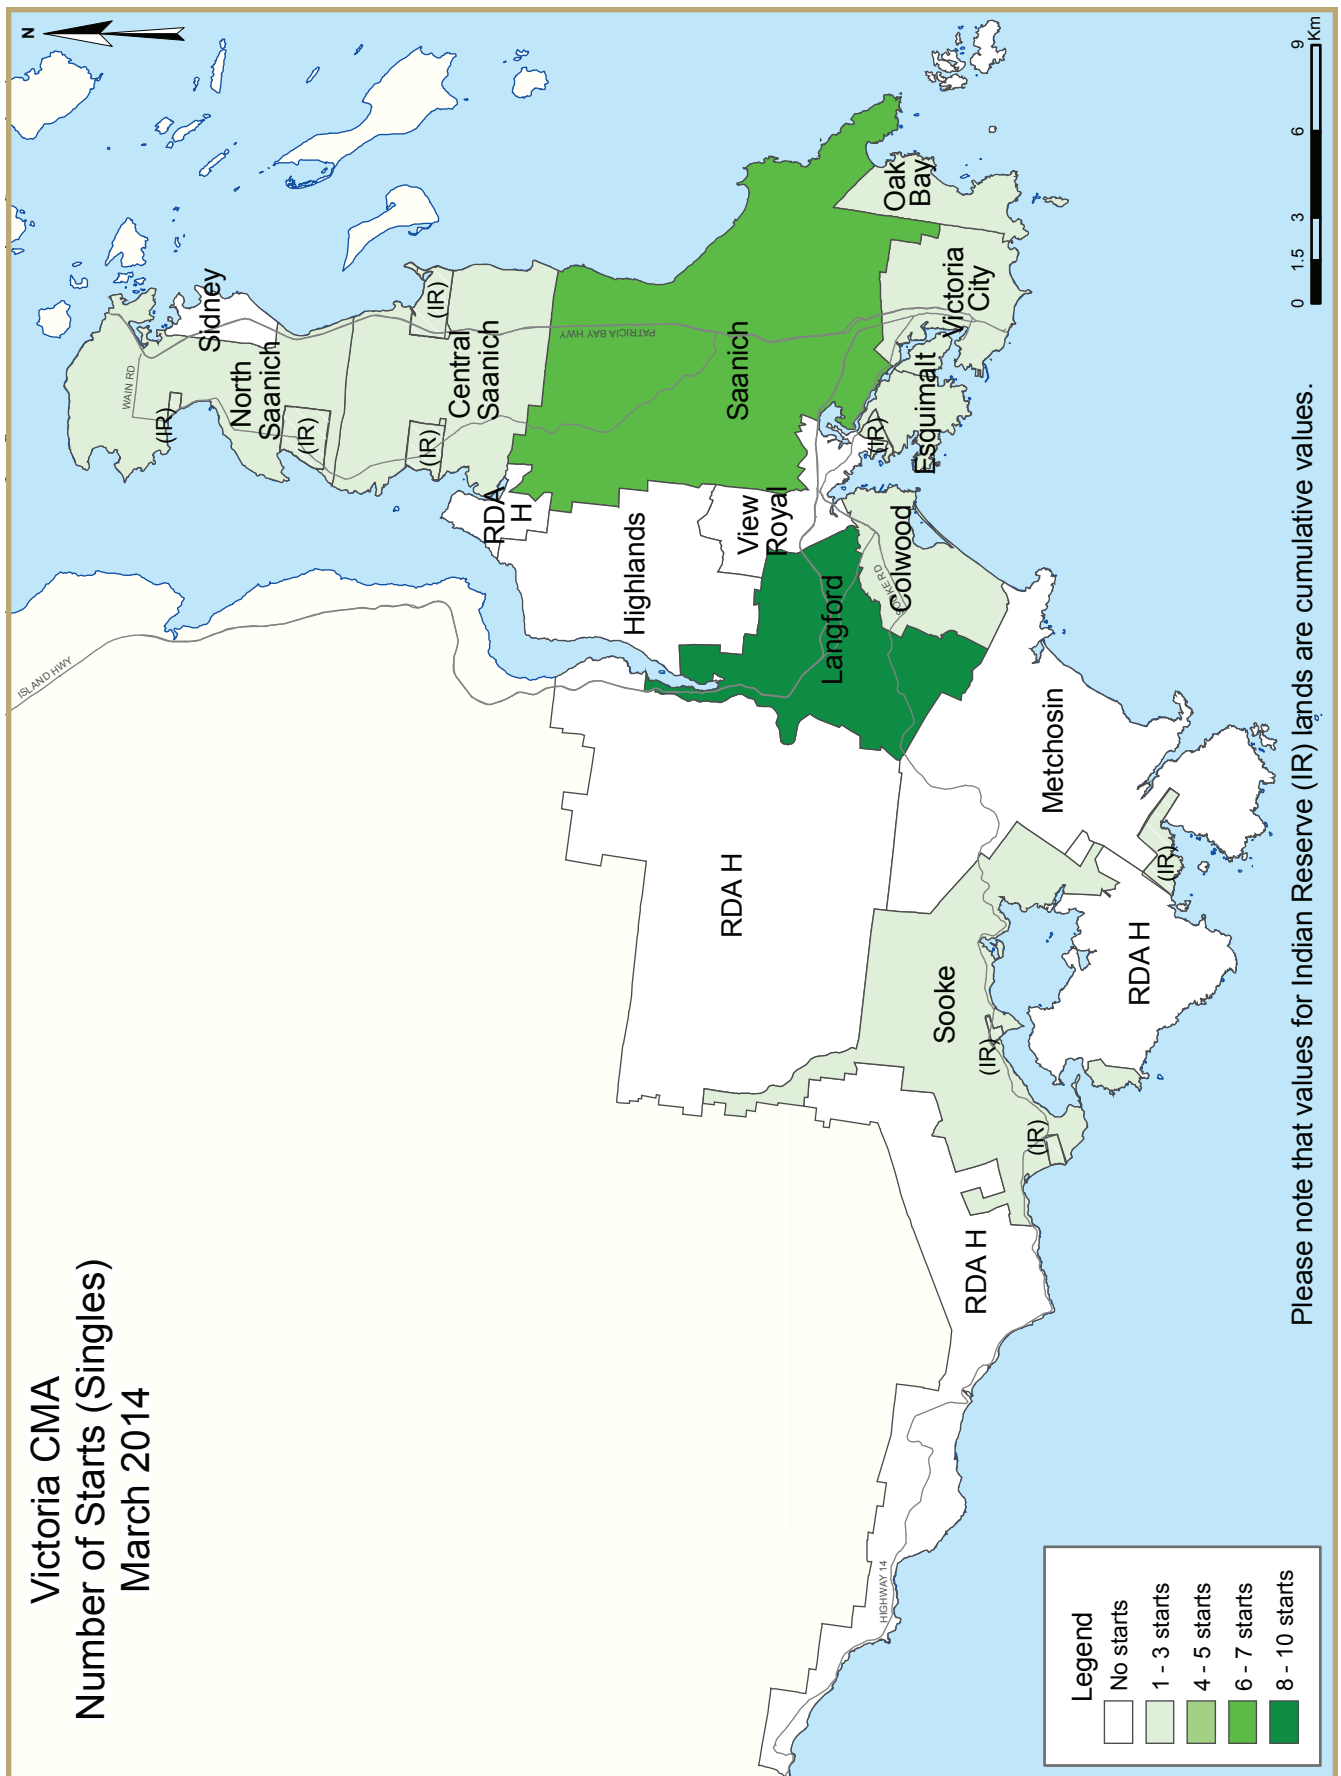 Victoria CMA
Number of Starts (Singles)
March 2014
N
ISLAND HWY
WAIN RD
Sidney
North
Saanich
(IR)
(IR)
(IR)
(IR)
Central
Saanich
PATRICIA BAY HWY
RDA
H
Highlands
Saanich
View
Royal
Langford
SOOKE RD
Colwood
(IR)
Esquimalt
Victoria
City
Oak
Bay
RDA H
Metchosin
Sooke
(IR)
(IR)
(IR)
RDA H
RDA H
HIGHWAY 14
Legend
No starts
1 - 3 starts
4 - 5 starts
6 - 7 starts
8 - 10 starts
0 1.5 3 6 9
Km
Please note that values for Indian Reserve (IR) lands are cumulative values.